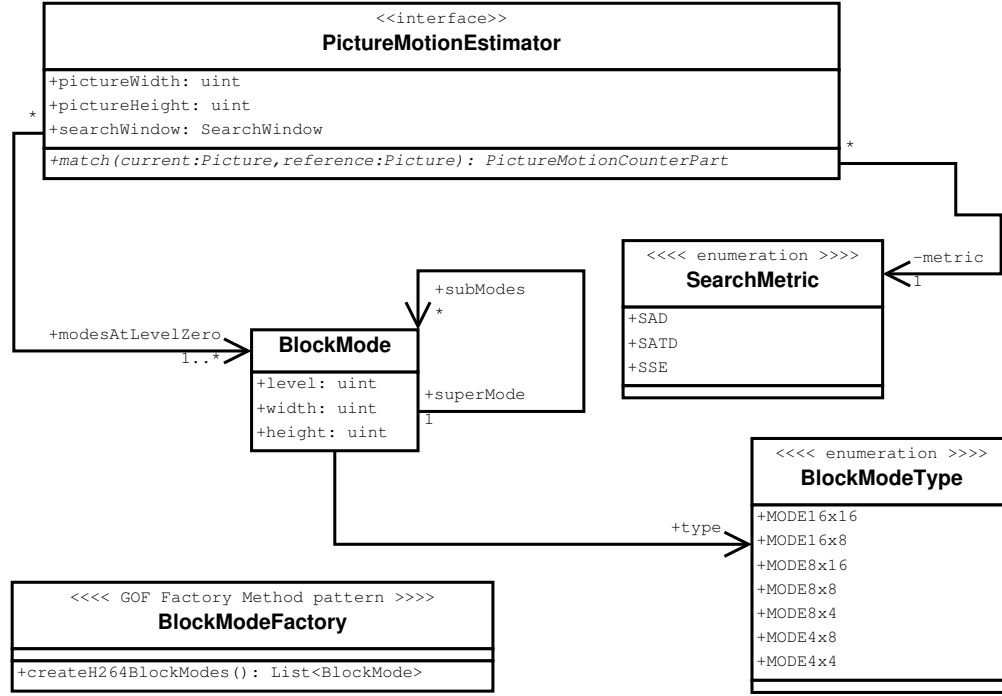 <<interface>>
PictureMotionEstimator
+pictureWidth: uint
+pictureHeight: uint
+searchWindow: SearchWindow
+match(current:Picture,reference:Picture): PictureMotionCounterPart
*
*
<<<< enumeration >>>>
SearchMetric
+SAD
+SATD
+SSE
-metric
1
+subModes
*
+modesAtLevelZero
1..*
BlockMode
+level: uint
+width: uint
+height: uint
+superMode
1
<<<< enumeration >>>>
BlockModeType
+MODE16x16
+MODE16x8
+MODE8x16
+MODE8x8
+MODE8x4
+MODE4x8
+MODE4x4
+type
<<<< GOF Factory Method pattern >>>>
BlockModeFactory
+createH264BlockModes(): List<BlockMode>